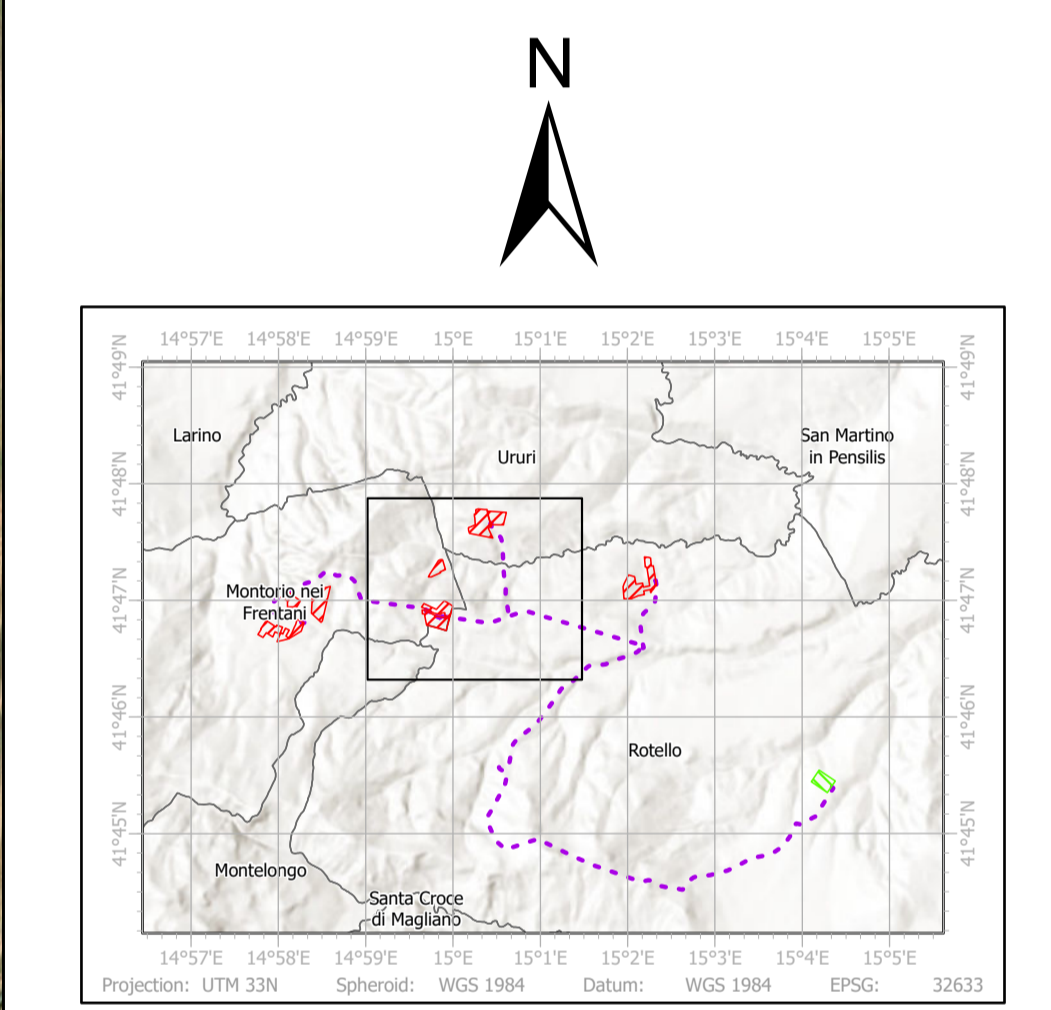 N
14°57'E 14°58'E 14°59'E 15°0'E 15°1'E 15°2'E 15°3'E 15°4'E 15°5'E
41°49'N 41°49'N
Larino
Ururi
San Martino
in Pensilis
41°48'N 41°48'N
41°47'N 41°47'N
Montorio nei
Frentani
41°46'N 41°46'N
Rotello
41°45'N 41°45'N
Montelongo
Santa Croce
di Magliano
14°57'E 14°58'E 14°59'E 15°0'E 15°1'E 15°2'E 15°3'E 15°4'E 15°5'E
Projection: UTM 33N Spheroid: WGS 1984 Datum: WGS 1984 EPSG: 32633